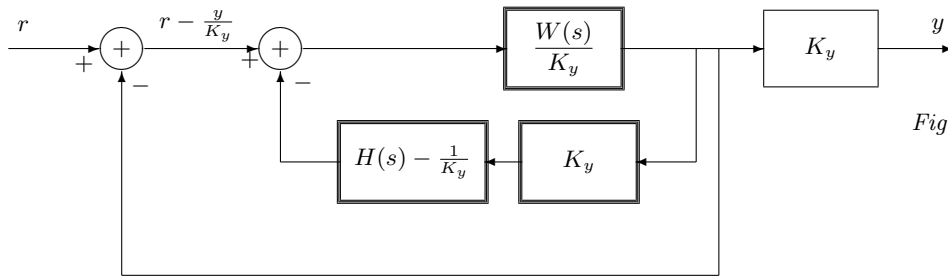 r
r − y/K_y
W(s)/K_y
K_y
y
+
+
+
+
−
−
H(s) − 1/K_y
K_y
Fig